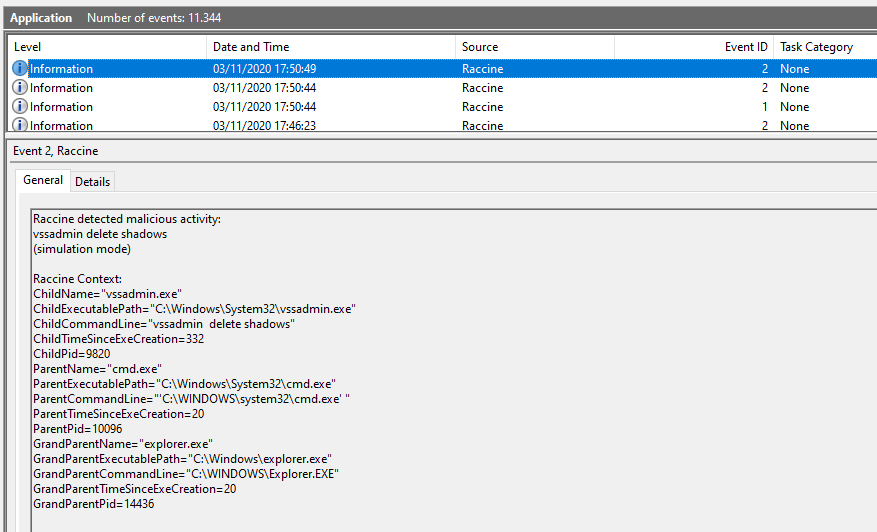 Application Number of events: 11.344
Level Date and Time Source Event ID Task Category
Information 03/11/2020 17:50:49 Raccine 2 None
Information 03/11/2020 17:50:44 Raccine 2 None
Information 03/11/2020 17:50:44 Raccine 1 None
Information 03/11/2020 17:46:23 Raccine 2 None
Event 2, Raccine
General Details
Raccine detected malicious activity:
vssadmin delete shadows
(simulation mode)
Raccine Context:
ChildName="vssadmin.exe"
ChildExecutablePath="C:\Windows\System32\vssadmin.exe"
ChildCommandLine="vssadmin  delete shadows"
ChildTimeSinceExeCreation=332
ChildPid=9820
ParentName="cmd.exe"
ParentExecutablePath="C:\Windows\System32\cmd.exe"
ParentCommandLine="'C:\WINDOWS\system32\cmd.exe' "
ParentTimeSinceExeCreation=20
ParentPid=10096
GrandParentName="explorer.exe"
GrandParentExecutablePath="C:\Windows\explorer.exe"
GrandParentCommandLine="C:\WINDOWS\Explorer.EXE"
GrandParentTimeSinceExeCreation=20
GrandParentPid=14436